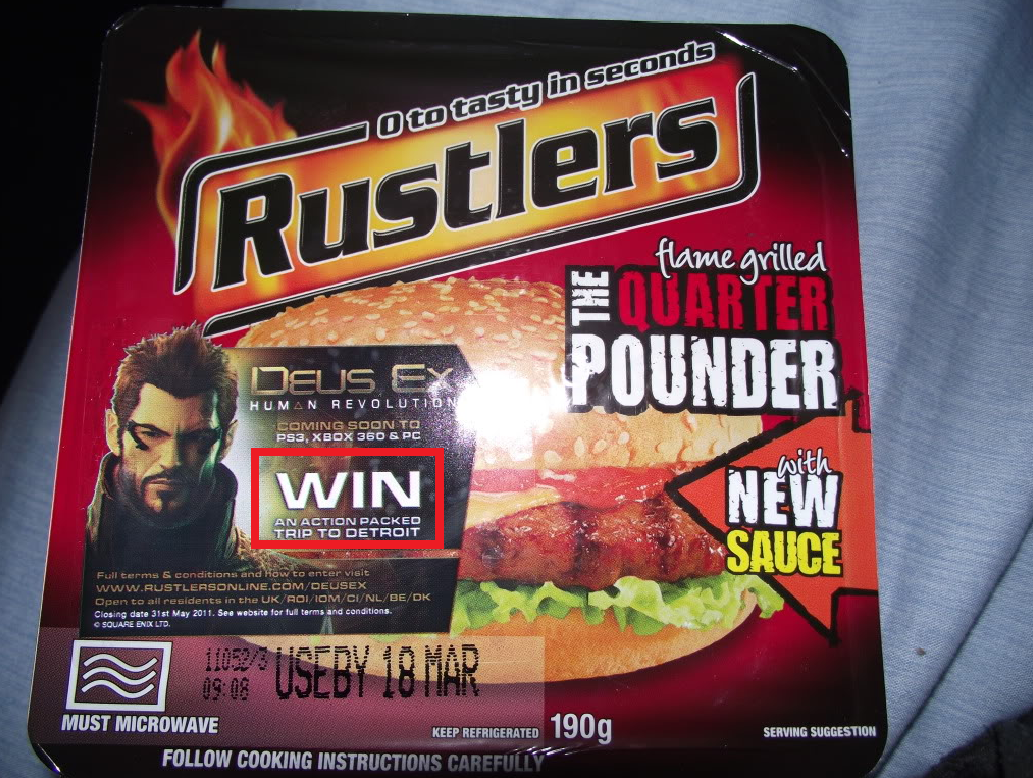 0 to tasty in seconds
Rustlers
flame grilled
THE
QUARTER
POUNDER
DEUS EX
HUMAN REVOLUTION
COMING SOON TO
PS3, XBOX 360 & PC
WIN
AN ACTION PACKED
TRIP TO DETROIT
with
NEW
SAUCE
Full terms & conditions and how to enter visit
WWW.RUSTLERSONLINE.COM/DEUSEX
Open to all residents in the UK/ROI/IOM/CI/NL/BE/DK
Closing date 31st May 2011. See website for full terms and conditions.
© SQUARE ENIX LTD.
11052/3 USE BY 18 MAR
09:08
MUST MICROWAVE
KEEP REFRIGERATED 190g
SERVING SUGGESTION
FOLLOW COOKING INSTRUCTIONS CAREFULLY